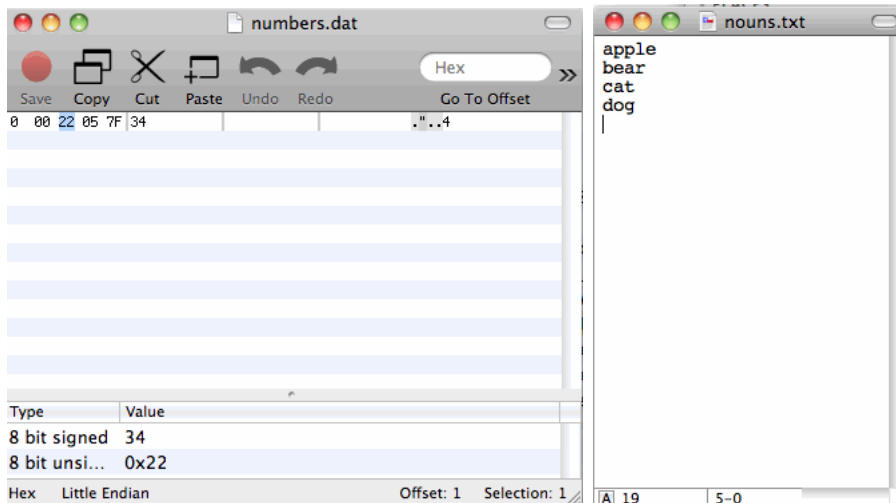 numbers.dat
Hex
Save Copy Cut Paste Undo Redo Go To Offset
0 00 22 05 7F 34 ."..4
Type Value
8 bit signed 34
8 bit unsi... 0x22
Hex Little Endian Offset: 1 Selection: 1
nouns.txt
apple
bear
cat
dog
A 19 5-0